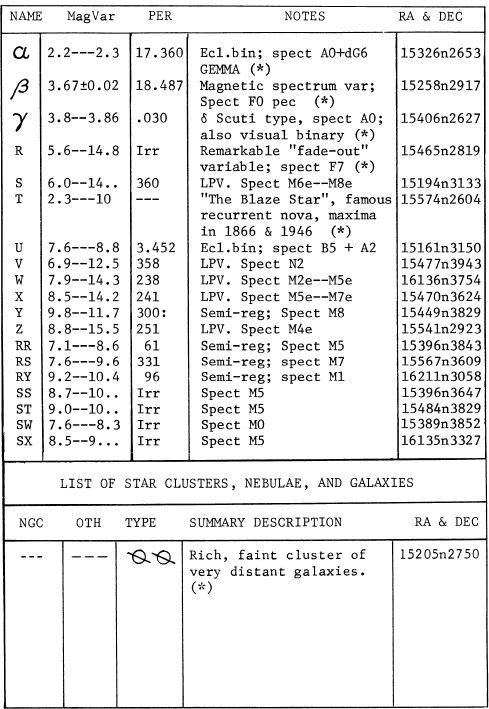 NAME MagVar PER NOTES RA & DEC
α 2.2---2.3 17.360 Ecl.bin; spect A0+dG6 15326n2653
GEMMA (*)
β 3.67±0.02 18.487 Magnetic spectrum var; 15258n2917
Spect F0 pec (*)
γ 3.8--3.86 .030 δ Scuti type, spect A0; 15406n2627
also visual binary (*)
R 5.6--14.8 Irr Remarkable "fade-out" 15465n2819
variable; spect F7 (*)
S 6.0--14.. 360 LPV. Spect M6e--M8e 15194n3133
T 2.3---10 --- "The Blaze Star", famous 15574n2604
recurrent nova, maxima
in 1866 & 1946 (*)
U 7.6---8.8 3.452 Ecl.bin; spect B5 + A2 15161n3150
V 6.9--12.5 358 LPV. Spect N2 15477n3943
W 7.9--14.3 238 LPV. Spect M2e--M5e 16136n3754
X 8.5--14.2 241 LPV. Spect M5e--M7e 15470n3624
Y 9.8--11.7 300: Semi-reg; Spect M8 15449n3829
Z 8.8--15.5 251 LPV. Spect M4e 15541n2923
RR 7.1---8.6 61 Semi-reg; Spect M5 15396n3843
RS 7.6---9.6 331 Semi-reg; spect M7 15567n3609
RY 9.2--10.4 96 Semi-reg; spect M1 16211n3058
SS 8.7--10.. Irr Spect M5 15396n3647
ST 9.0--10.. Irr Spect M5 15484n3829
SW 7.6---8.3 Irr Spect M0 15389n3852
SX 8.5--9... Irr Spect M5 16135n3327
LIST OF STAR CLUSTERS, NEBULAE, AND GALAXIES
NGC OTH TYPE SUMMARY DESCRIPTION RA & DEC
--- --- Rich, faint cluster of 15205n2750
very distant galaxies.
(*)